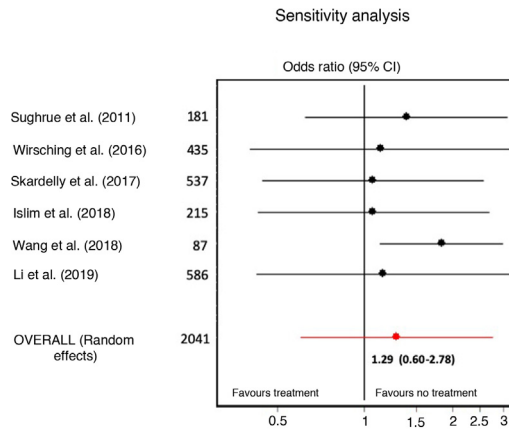 Sensitivity analysis
Odds ratio (95% CI)
Sughrue et al. (2011) 181
Wirsching et al. (2016) 435
Skardelly et al. (2017) 537
Islim et al. (2018) 215
Wang et al. (2018) 87
Li et al. (2019) 586
OVERALL (Random 2041
effects)
1.29 (0.60-2.78)
Favours treatment Favours no treatment
0.5 1 1.5 2 2.5 3